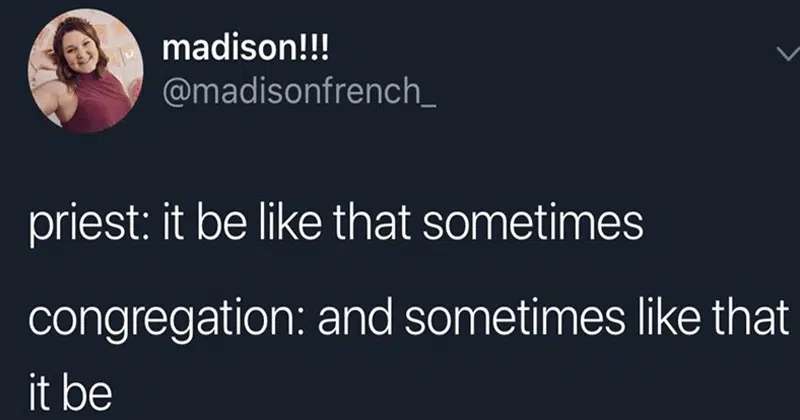 madison!!!
@madisonfrench_
priest: it be like that sometimes
congregation: and sometimes like that
it be